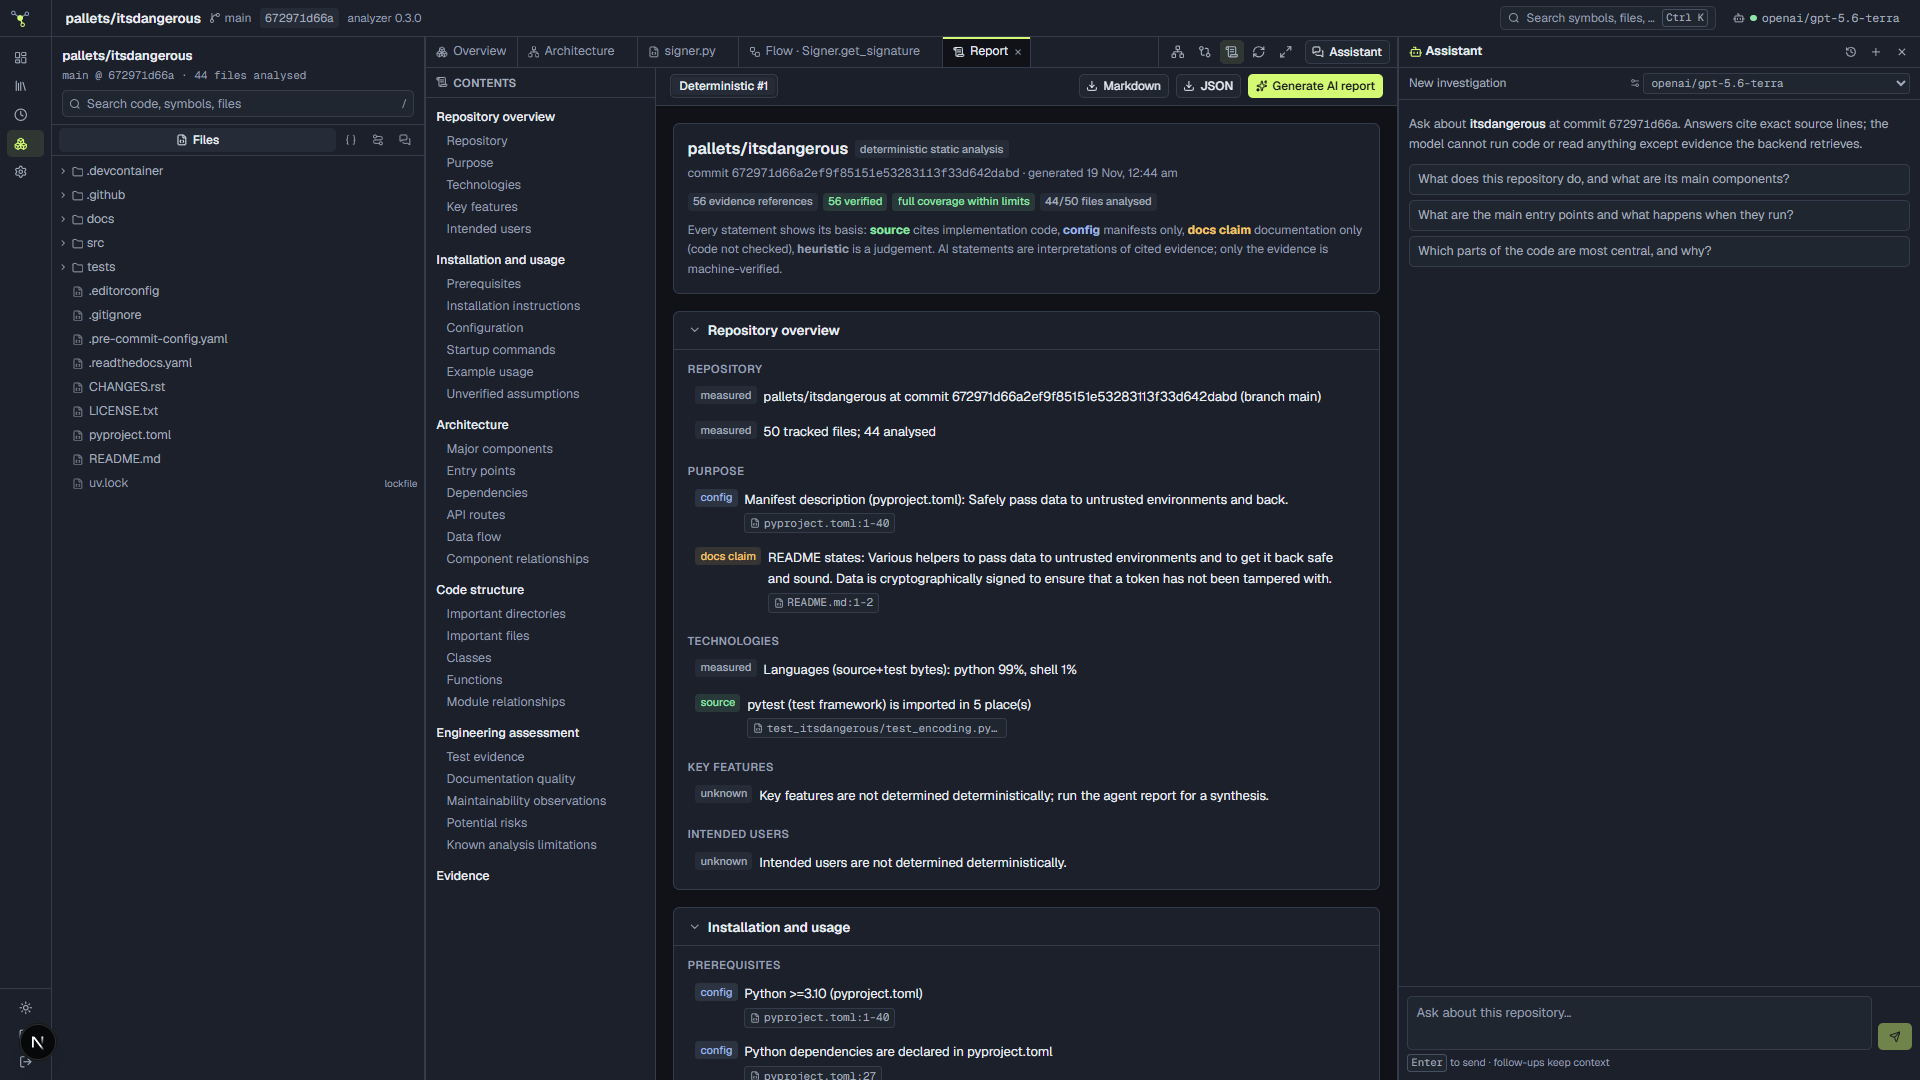 pallets/itsdangerous main 672971d66a analyzer 0.3.0
Search symbols, files, ... Ctrl K
openai/gpt-5.6-terra
pallets/itsdangerous
main @ 672971d66a · 44 files analysed
Search code, symbols, files /
Files
.devcontainer
.github
docs
src
tests
.editorconfig
.gitignore
.pre-commit-config.yaml
.readthedocs.yaml
CHANGES.rst
LICENSE.txt
pyproject.toml
README.md
uv.lock lockfile
N
Overview
Architecture
signer.py
Flow · Signer.get_signature
Report ×
Assistant
CONTENTS
Repository overview
Repository
Purpose
Technologies
Key features
Intended users
Installation and usage
Prerequisites
Installation instructions
Configuration
Startup commands
Example usage
Unverified assumptions
Architecture
Major components
Entry points
Dependencies
API routes
Data flow
Component relationships
Code structure
Important directories
Important files
Classes
Functions
Module relationships
Engineering assessment
Test evidence
Documentation quality
Maintainability observations
Potential risks
Known analysis limitations
Evidence
Deterministic #1
Markdown
JSON
Generate AI report
pallets/itsdangerous deterministic static analysis
commit 672971d66a2ef9f85151e53283113f33d642dabd · generated 19 Nov, 12:44 am
56 evidence references 56 verified full coverage within limits 44/50 files analysed
Every statement shows its basis: source cites implementation code, config manifests only, docs claim documentation only
(code not checked), heuristic is a judgement. AI statements are interpretations of cited evidence; only the evidence is
machine-verified.
Repository overview
REPOSITORY
measured pallets/itsdangerous at commit 672971d66a2ef9f85151e53283113f33d642dabd (branch main)
measured 50 tracked files; 44 analysed
PURPOSE
config Manifest description (pyproject.toml): Safely pass data to untrusted environments and back.
pyproject.toml:1-40
docs claim README states: Various helpers to pass data to untrusted environments and to get it back safe
and sound. Data is cryptographically signed to ensure that a token has not been tampered with.
README.md:1-2
TECHNOLOGIES
measured Languages (source+test bytes): python 99%, shell 1%
source pytest (test framework) is imported in 5 place(s)
test_itsdangerous/test_encoding.py...
KEY FEATURES
unknown Key features are not determined deterministically; run the agent report for a synthesis.
INTENDED USERS
unknown Intended users are not determined deterministically.
Installation and usage
PREREQUISITES
config Python >=3.10 (pyproject.toml)
pyproject.toml:1-40
config Python dependencies are declared in pyproject.toml
pyproject.toml:27
Assistant
New investigation openai/gpt-5.6-terra
Ask about itsdangerous at commit 672971d66a. Answers cite exact source lines; the
model cannot run code or read anything except evidence the backend retrieves.
What does this repository do, and what are its main components?
What are the main entry points and what happens when they run?
Which parts of the code are most central, and why?
Ask about this repository...
Enter to send · follow-ups keep context